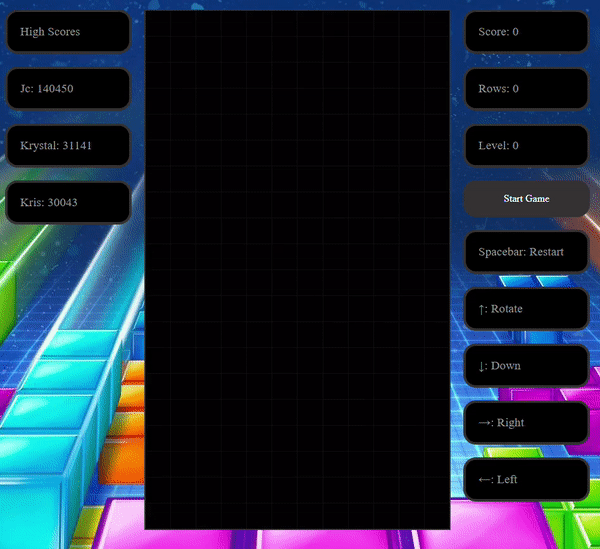 High Scores
Jc: 140450
Krystal: 31141
Kris: 30043
Score: 0
Rows: 0
Level: 0
Start Game
Spacebar: Restart
↑: Rotate
↓: Down
→: Right
←: Left